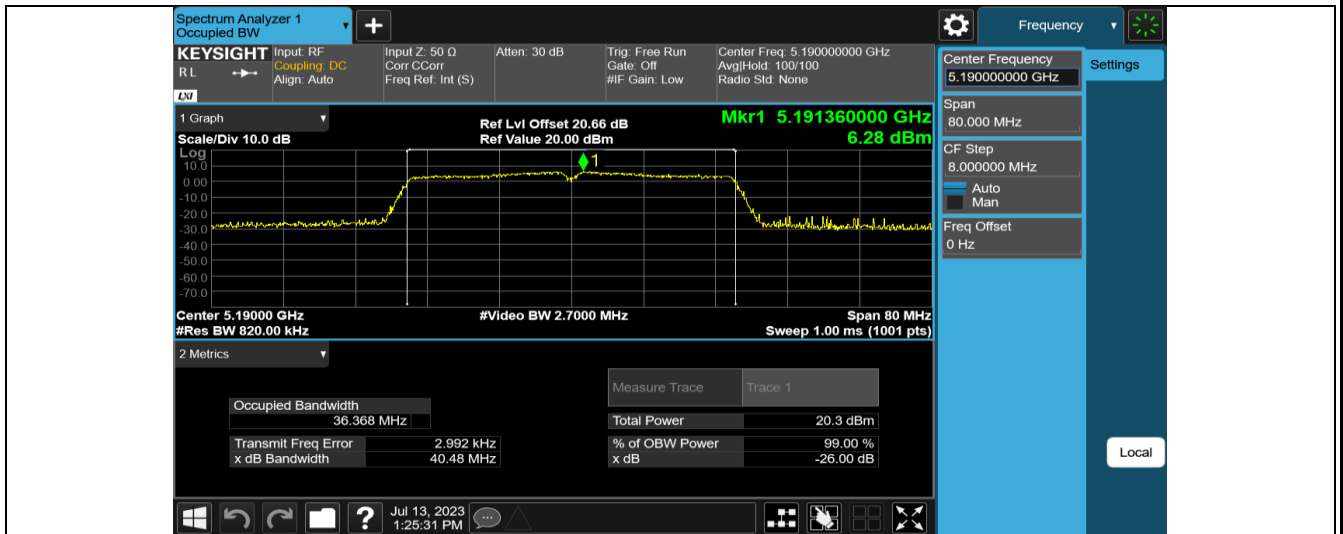 Spectrum Analyzer 1
Occupied BW
Frequency
KEYSIGHT
RL
LXI
Input: RF
Coupling: DC
Align: Auto
Input Z: 50 Ω
Corr CCorr
Freq Ref: Int (S)
Atten: 30 dB
Trig: Free Run
Gate: Off
#IF Gain: Low
Center Freq: 5.190000000 GHz
Avg|Hold: 100/100
Radio Std: None
Center Frequency
5.190000000 GHz
Settings
Span
80.000 MHz
CF Step
8.000000 MHz
Auto
Man
Freq Offset
0 Hz
Local
1 Graph
Scale/Div 10.0 dB
Ref Lvl Offset 20.66 dB
Ref Value 20.00 dBm
Mkr1 5.191360000 GHz
6.28 dBm
Log
10.0
0.00
-10.0
-20.0
-30.0
-40.0
-50.0
-60.0
-70.0
1
Center 5.19000 GHz
#Video BW 2.7000 MHz
Span 80 MHz
#Res BW 820.00 kHz
Sweep 1.00 ms (1001 pts)
2 Metrics
Measure Trace
Trace 1
Occupied Bandwidth
36.368 MHz
Total Power
20.3 dBm
Transmit Freq Error
2.992 kHz
% of OBW Power
99.00 %
x dB Bandwidth
40.48 MHz
x dB
-26.00 dB
?
Jul 13, 2023
1:25:31 PM